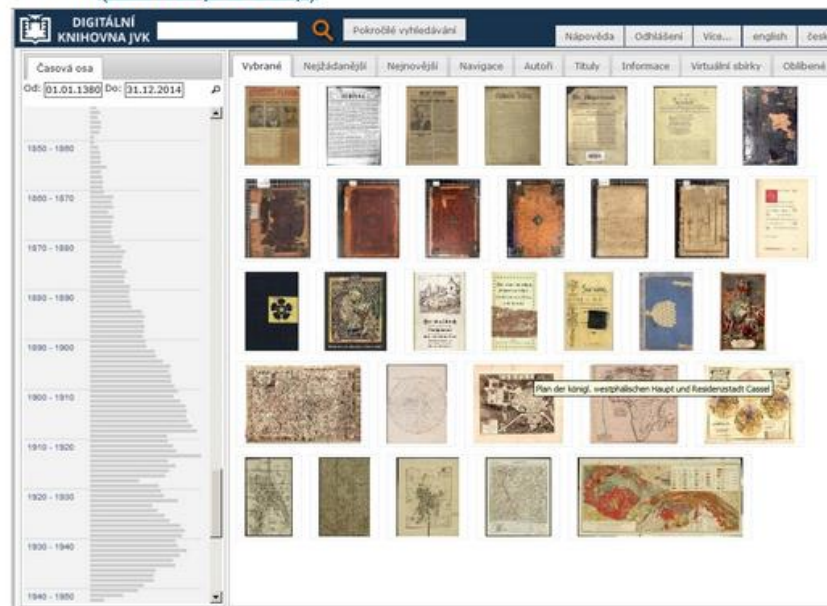 DIGITÁLNÍ
KNIHOVNA JVK
Pokročilé vyhledávání
Nápověda
Odhlášení
Více...
english
česk
Časová osa
Od: 01.01.1380 Do: 31.12.2014
Vybrané
Nejžádanější
Nejnovější
Navigace
Autoři
Tituly
Informace
Virtuální sbírky
Oblíbené
1850 - 1860
1860 - 1870
1870 - 1880
1880 - 1890
1890 - 1900
1900 - 1910
1910 - 1920
1920 - 1930
1930 - 1940
1940 - 1950
Plan der königl. westphälischen Haupt und Residenzstadt Cassel